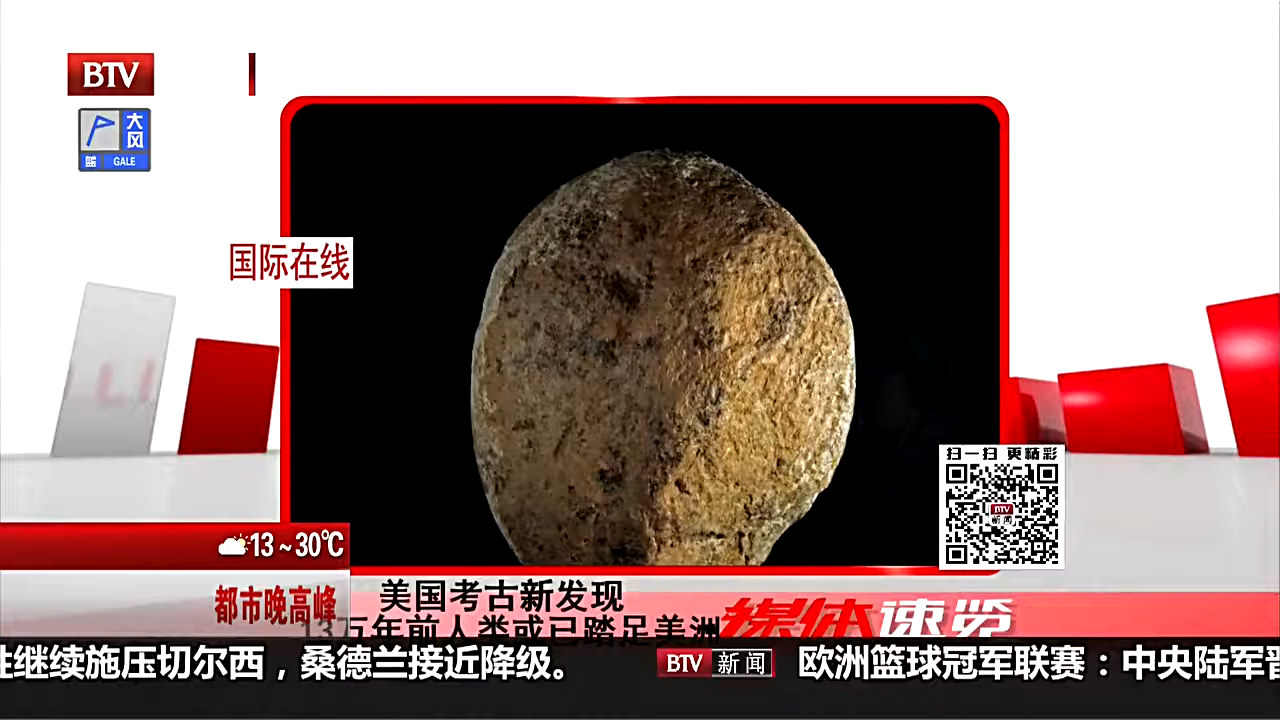 BTV
大风
蓝 GALE
国际在线
扫一扫 更精彩
BTV
新闻
13~30℃
都市晚高峰
美国考古新发现
13万年前人类或已踏足美洲
媒体速览
继续施压切尔西，桑德兰接近降级。 BTV 新闻 欧洲篮球冠军联赛：中央陆军